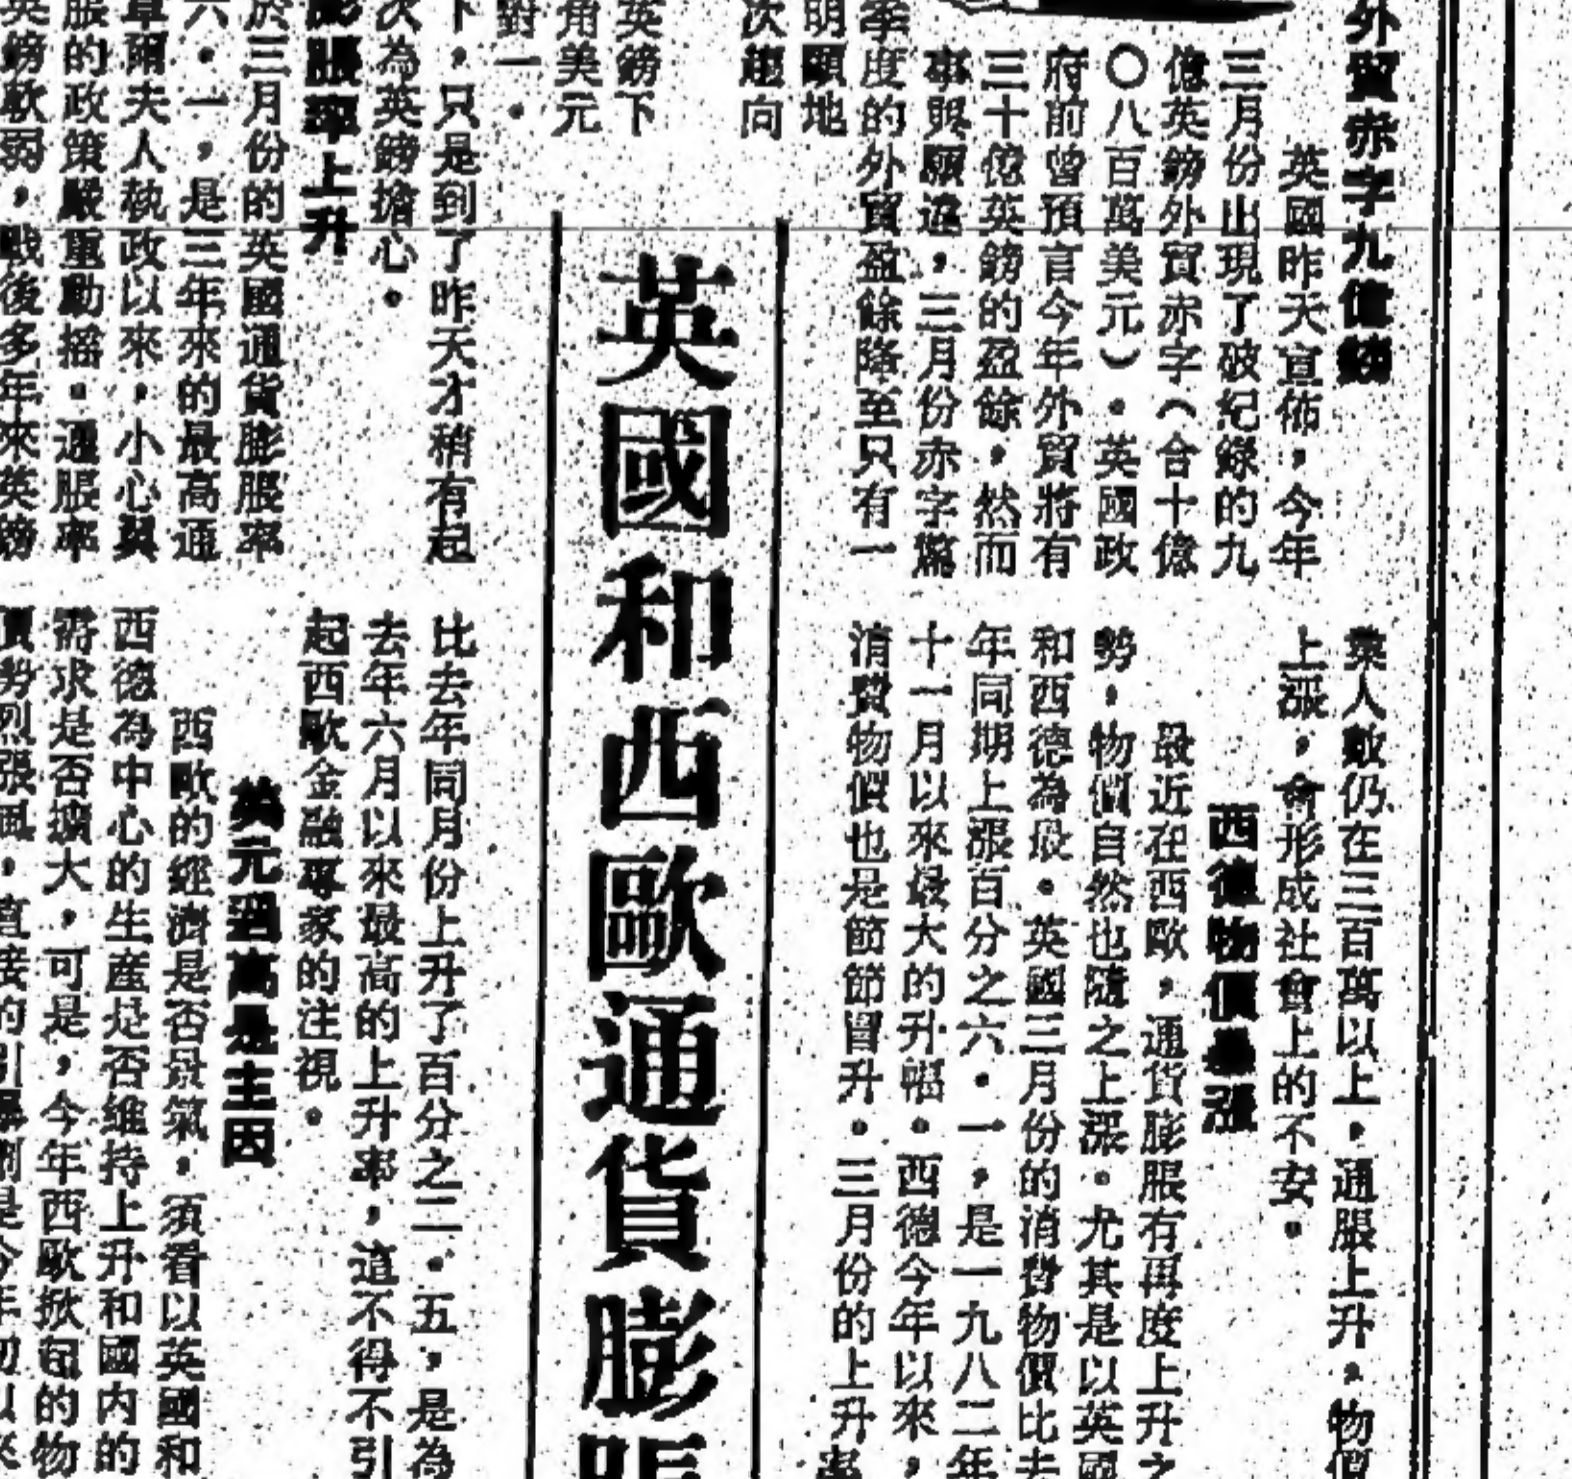 外貿赤字九億鎊
英國昨天宣佈，今年
三月份出現了破紀錄的九
億英鎊外貿赤字（合十億
〇八百萬美元）。英國政
府前曾預言今年外貿將有
三十億英鎊的盈餘，然而
事與願違，三月份赤字
季度的外貿盈餘降至只有一
明顯地
次趨向
英鎊下
角美元
對一．
下，只是到了昨天才稍有起
次為英鎊擔心。
膨脹率上升
於三月份的英國通貨膨脹率
六．一，是三年來的最高通
卓爾夫人執政以來，小心翼
脹的政策嚴重動搖。通脹率
英鎊軟弱，戰後多年來英鎊
英國和西歐通貨膨脹
業人數仍在三百萬以上，通脹上升，物價
上漲，會形成社會上的不安。
西德物價暴漲
最近在西歐，通貨膨脹有再度上升之
勢，物價自然也隨之上漲。尤其是以英國
和西德為最。英國三月份的消費物價比去
年同期上漲百分之六．一，是一九八二年
十一月以來最大的升幅。西德今年以來，
消費物價也是節節冒升。三月份的上升率
比去年同月份上升了百分之二．五，是為
去年六月以來最高的上升率，這不得不引
起西歐金融專家的注視。
美元過高是主因
西歐的經濟是否景氣，須看以英國和
西德為中心的生產是否維持上升和國內的
需求是否擴大，可是，今年西歐掀起的物
價勢烈張風，直接的引爆劑是今年初以來